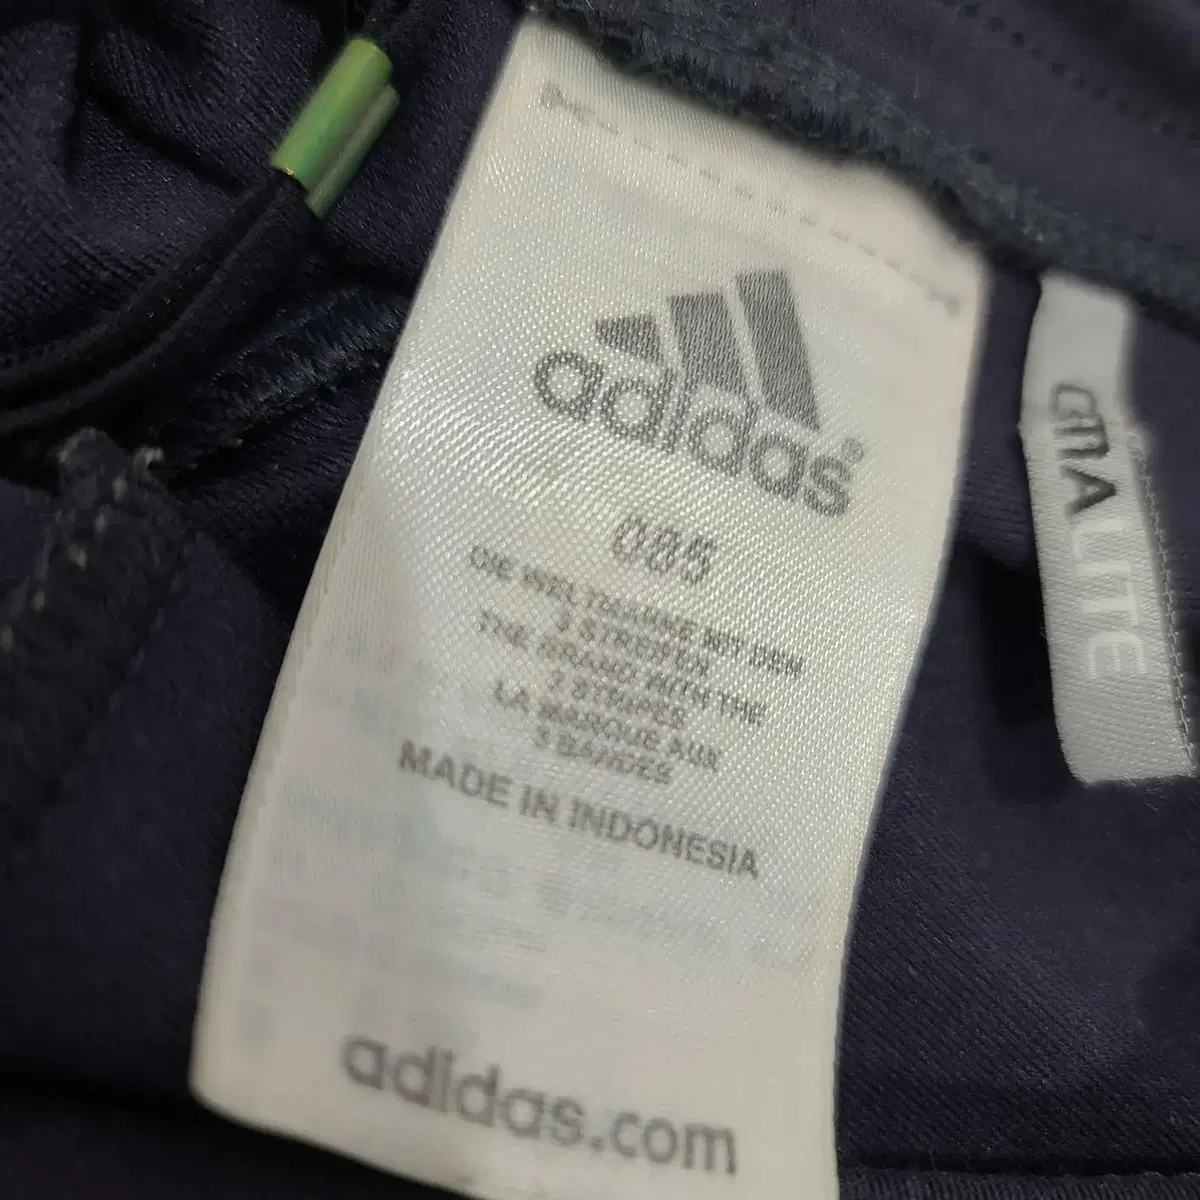 adidas®
085
DIE WELTMARKE MIT DEN
3 STREIFEN
THE BRAND WITH THE
3 STRIPES
LA MARQUE AUX
3 BANDES
MADE IN INDONESIA
adidas.com
CLIMALITE